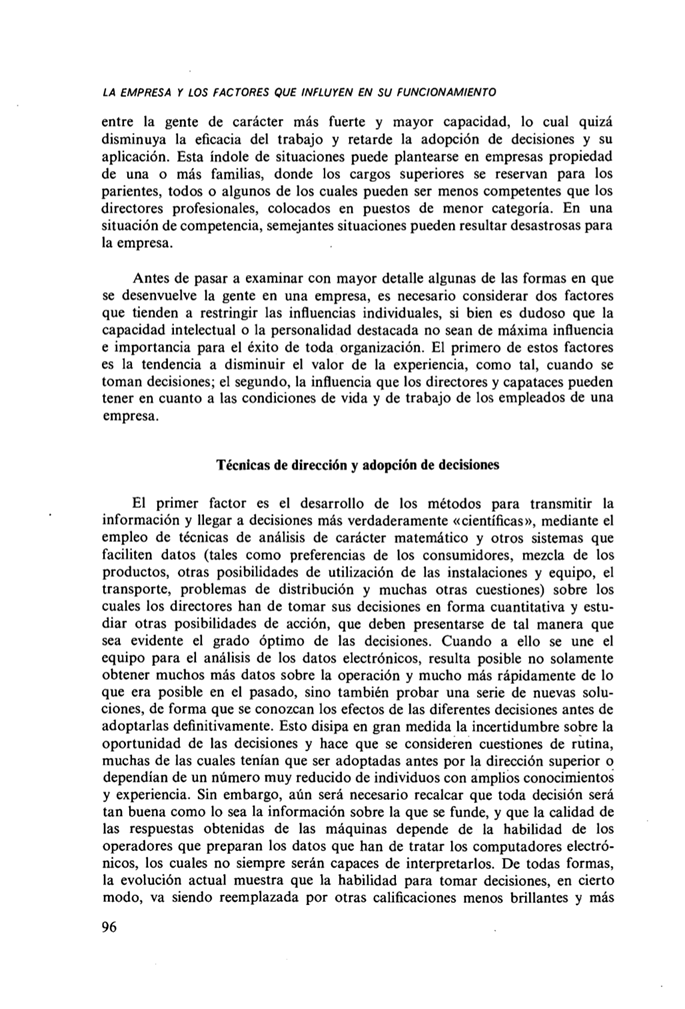 LA EMPRESA Y LOS FACTORES QUE INFLUYEN EN SU FUNCIONAMIENTO
entre la gente de carácter más fuerte y mayor capacidad, lo cual quizá
disminuya la eficacia del trabajo y retarde la adopción de decisiones y su
aplicación. Esta índole de situaciones puede plantearse en empresas propiedad
de una o más familias, donde los cargos superiores se reservan para los
parientes, todos o algunos de los cuales pueden ser menos competentes que los
directores profesionales, colocados en puestos de menor categoría. En una
situación de competencia, semejantes situaciones pueden resultar desastrosas para
la empresa.
Antes de pasar a examinar con mayor detalle algunas de las formas en que
se desenvuelve la gente en una empresa, es necesario considerar dos factores
que tienden a restringir las influencias individuales, si bien es dudoso que la
capacidad intelectual o la personalidad destacada no sean de máxima influencia
e importancia para el éxito de toda organización. El primero de estos factores
es la tendencia a disminuir el valor de la experiencia, como tal, cuando se
toman decisiones; el segundo, la influencia que los directores y capataces pueden
tener en cuanto a las condiciones de vida y de trabajo de los empleados de una
empresa.
Técnicas de dirección y adopción de decisiones
El primer factor es el desarrollo de los métodos para transmitir la
información y llegar a decisiones más verdaderamente «científicas», mediante el
empleo de técnicas de análisis de carácter matemático y otros sistemas que
faciliten datos (tales como preferencias de los consumidores, mezcla de los
productos, otras posibilidades de utilización de las instalaciones y equipo, el
transporte, problemas de distribución y muchas otras cuestiones) sobre los
cuales los directores han de tomar sus decisiones en forma cuantitativa y estu-
diar otras posibilidades de acción, que deben presentarse de tal manera que
sea evidente el grado óptimo de las decisiones. Cuando a ello se une el
equipo para el análisis de los datos electrónicos, resulta posible no solamente
obtener muchos más datos sobre la operación y mucho más rápidamente de lo
que era posible en el pasado, sino también probar una serie de nuevas solu-
ciones, de forma que se conozcan los efectos de las diferentes decisiones antes de
adoptarlas definitivamente. Esto disipa en gran medida la incertidumbre sobre la
oportunidad de las decisiones y hace que se consideren cuestiones de rutina,
muchas de las cuales tenían que ser adoptadas antes por la dirección superior o
dependían de un número muy reducido de individuos con amplios conocimientos
y experiencia. Sin embargo, aún será necesario recalcar que toda decisión será
tan buena como lo sea la información sobre la que se funde, y que la calidad de
las respuestas obtenidas de las máquinas depende de la habilidad de los
operadores que preparan los datos que han de tratar los computadores electró-
nicos, los cuales no siempre serán capaces de interpretarlos. De todas formas,
la evolución actual muestra que la habilidad para tomar decisiones, en cierto
modo, va siendo reemplazada por otras calificaciones menos brillantes y más
96